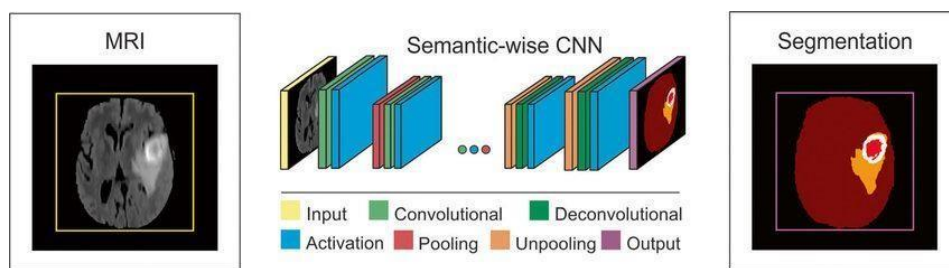 MRI
Semantic-wise CNN
Segmentation
Input
Convolutional
Deconvolutional
Activation
Pooling
Unpooling
Output